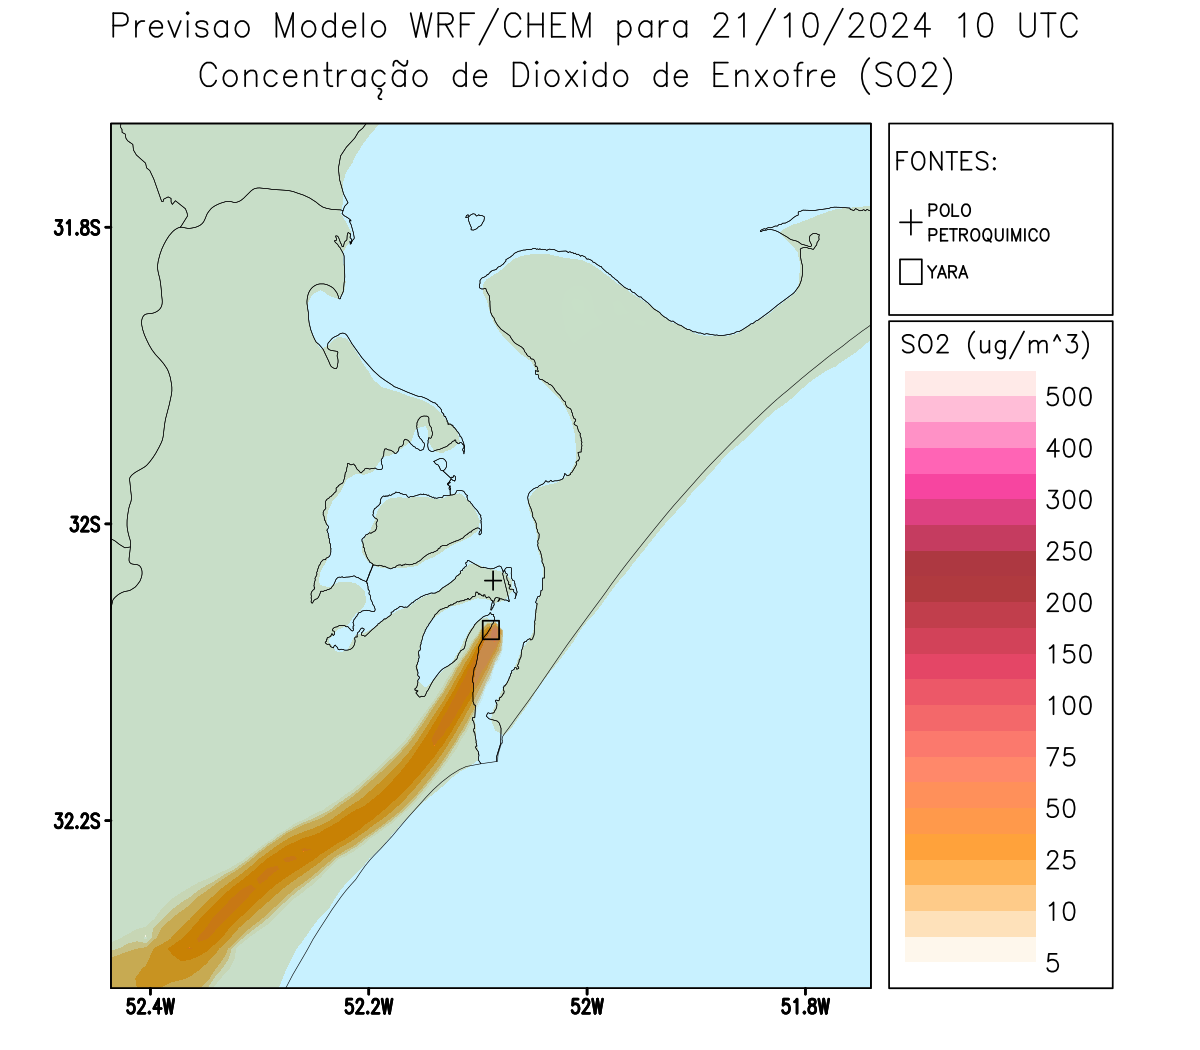 Previsao Modelo WRF/CHEM para 21/10/2024 10 UTC
Concentração de Dioxido de Enxofre (SO2)
FONTES:
POLO
PETROQUIMICO
YARA
SO2 (ug/m^3)
500
400
300
250
200
150
100
75
50
25
10
5
31.8S
32S
32.2S
52.4W
52.2W
52W
51.8W